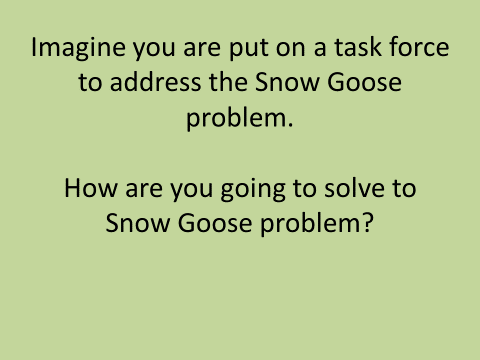 Imagine you are put on a task force
to address the Snow Goose
problem.
How are you going to solve to
Snow Goose problem?